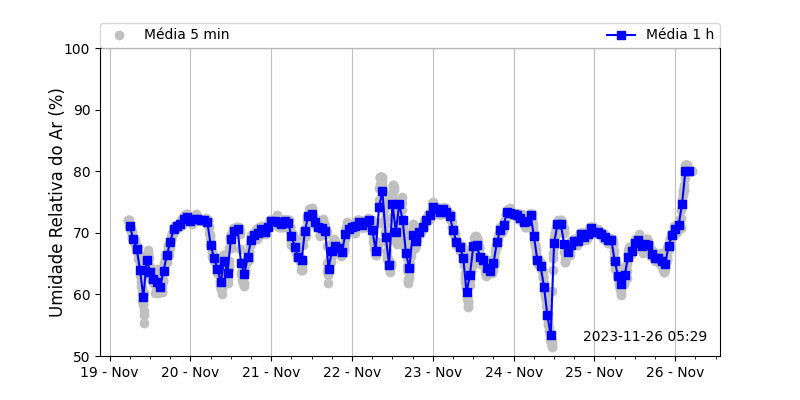 Média 5 min
Média 1 h
Umidade Relativa do Ar (%)
100
90
80
70
60
50
2023-11-26 05:29
19 - Nov
20 - Nov
21 - Nov
22 - Nov
23 - Nov
24 - Nov
25 - Nov
26 - Nov